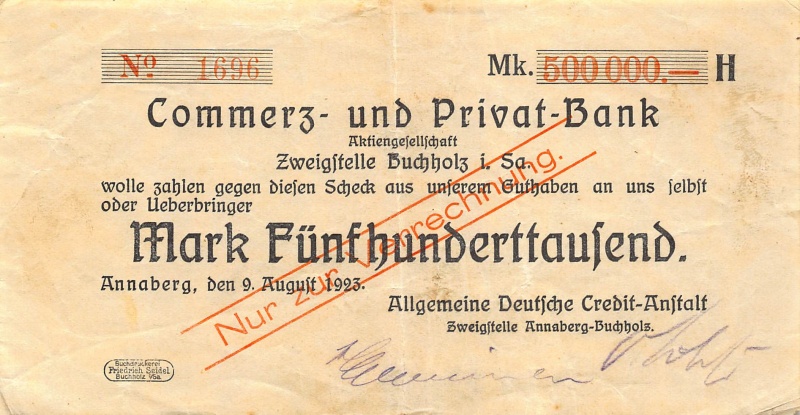 No. 1696
Mk. 500 000.— H
Commerz- und Privat-Bank
Aktiengesellschaft
Zweigstelle Buchholz i. Sa.
wolle zahlen gegen diesen Scheck aus unserem Guthaben an uns selbst
oder Ueberbringer
Mark Fünfhunderttausend.
Nur zur Verrechnung.
Annaberg, den 9. August 1923.
Allgemeine Deutsche Credit-Anstalt
Zweigstelle Annaberg-Buchholz.
Buchdruckerei
Friedrich Seidel
Buchholz i/Sa.